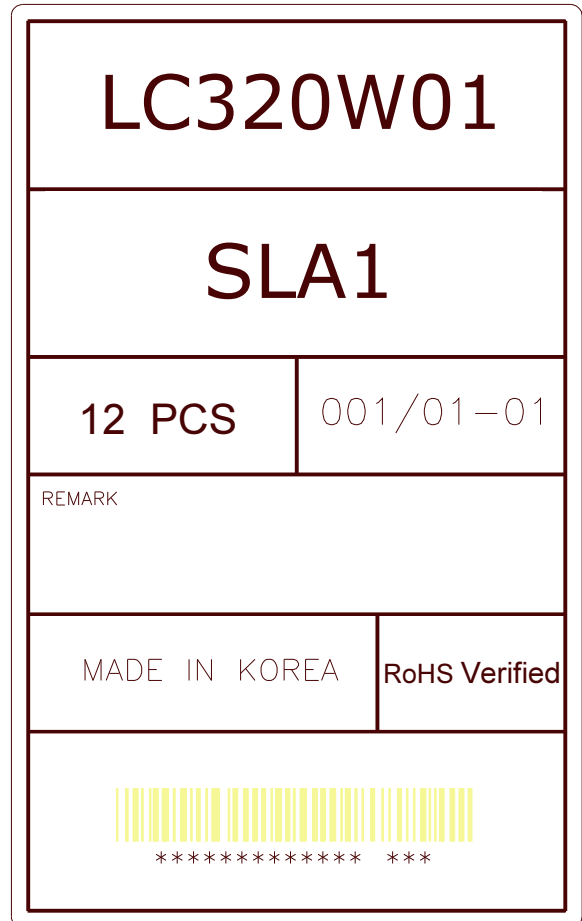 LC320W01
SLA1
12 PCS
001/01-01
REMARK
MADE IN KOREA
RoHS Verified
************* ***